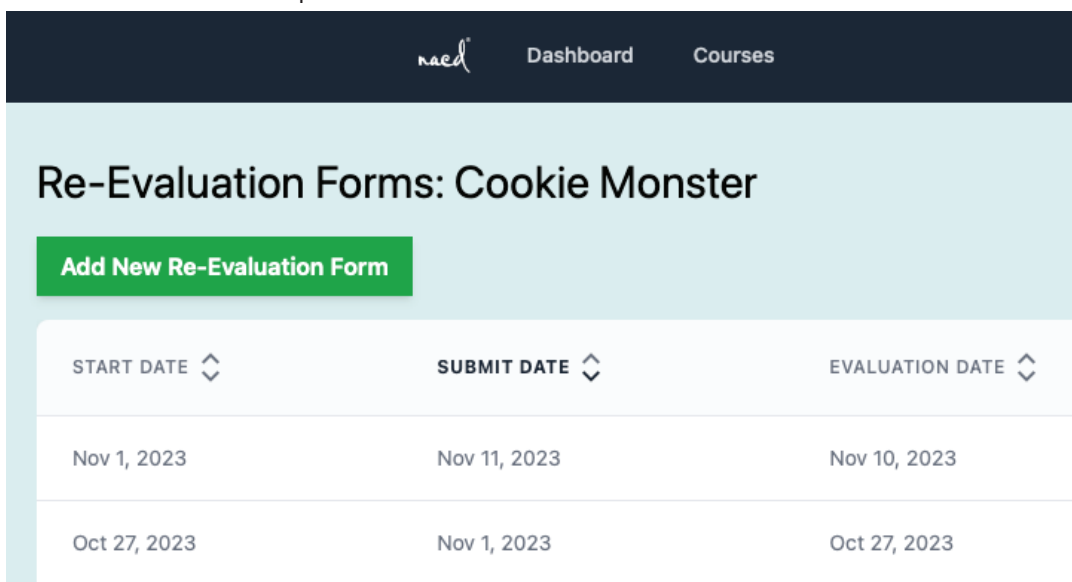 naed Dashboard Courses
Re-Evaluation Forms: Cookie Monster
Add New Re-Evaluation Form
START DATE SUBMIT DATE EVALUATION DATE
Nov 1, 2023 Nov 11, 2023 Nov 10, 2023
Oct 27, 2023 Nov 1, 2023 Oct 27, 2023